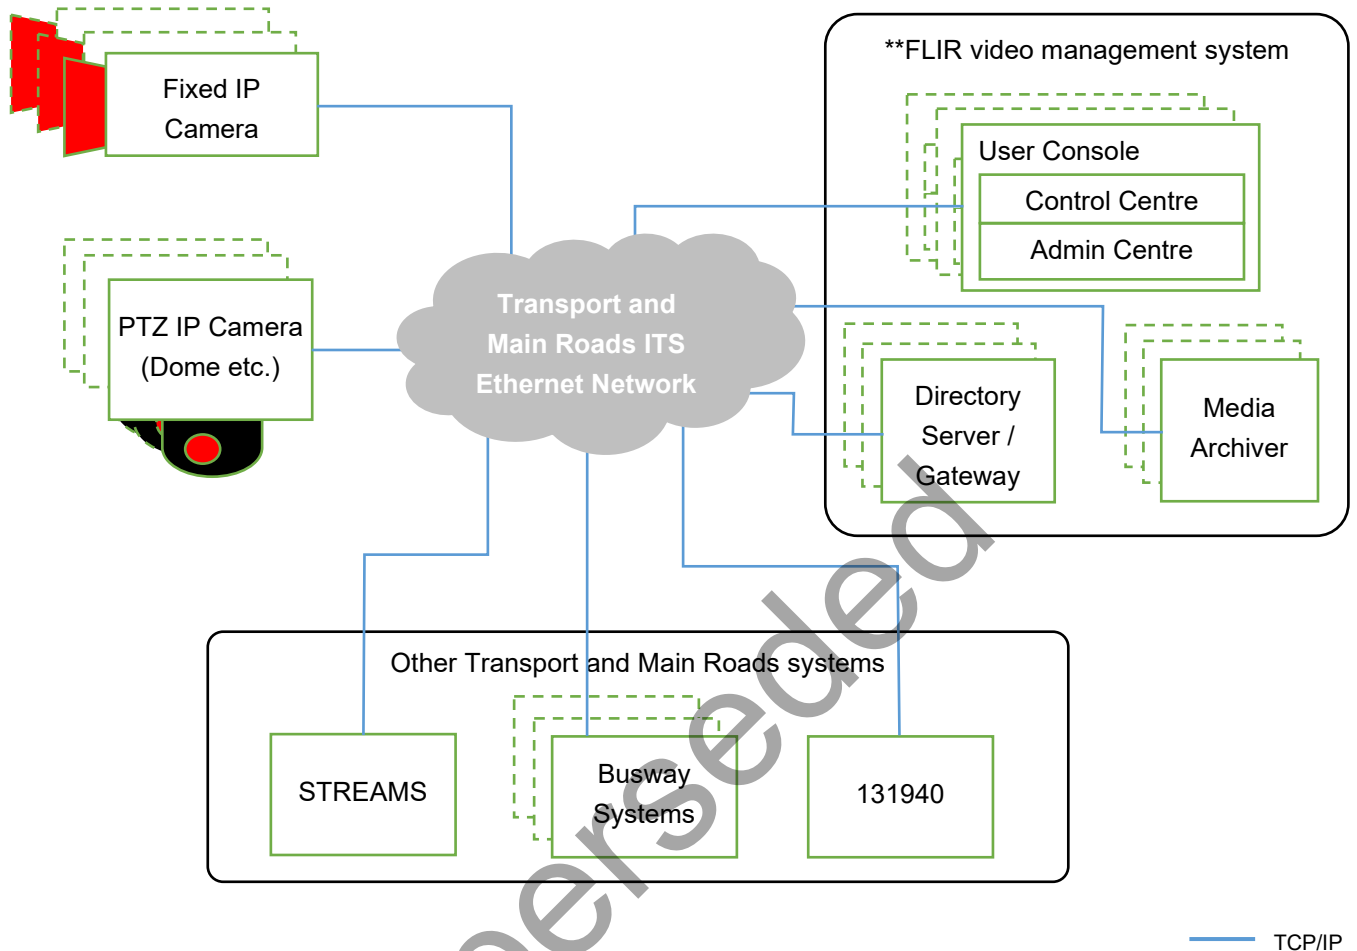 **FLIR video management system
Fixed IP
Camera
User Console
Control Centre
Admin Centre
PTZ IP Camera
(Dome etc.)
Transport and
Main Roads ITS
Ethernet Network
Directory
Server /
Gateway
Media
Archiver
Other Transport and Main Roads systems
STREAMS
Busway
Systems
131940
erseded
TCP/IP